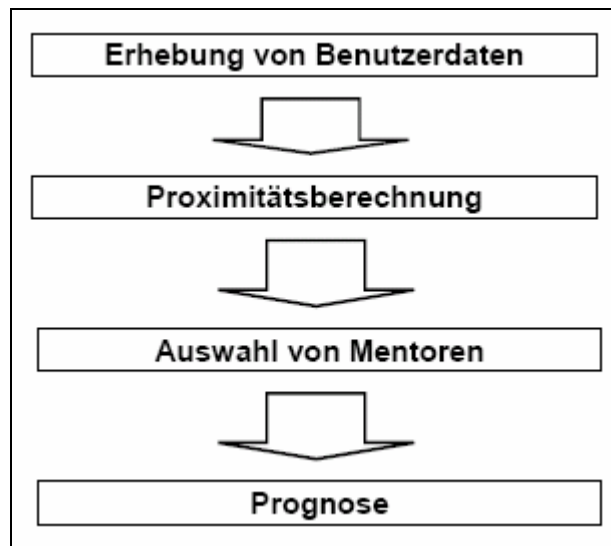 Erhebung von Benutzerdaten
Proximitätsberechnung
Auswahl von Mentoren
Prognose